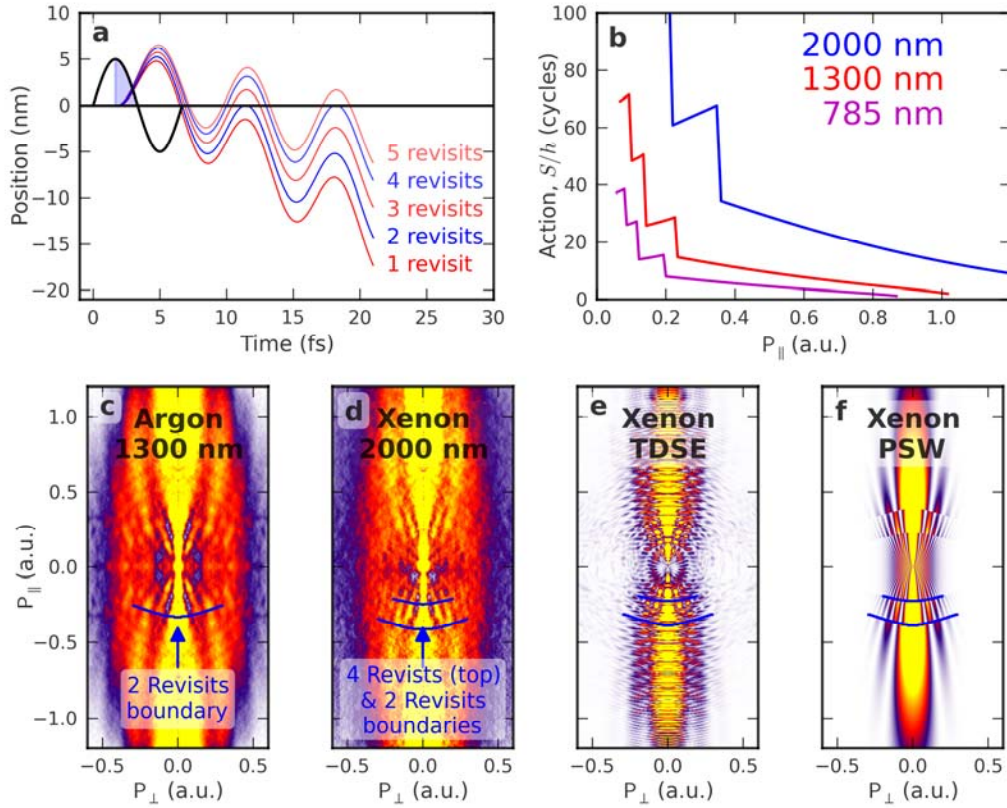 a
10
5
0
−5
−10
−15
−20
Position (nm)
5 revisits
4 revisits
3 revisits
2 revisits
1 revisit
0
5
10
15
20
25
30
Time (fs)
b
2000 nm
1300 nm
785 nm
100
80
60
40
20
0
Action, S/h (cycles)
0.0
0.2
0.4
0.6
0.8
1.0
P∥ (a.u.)
c
Argon
1300 nm
1.0
0.5
0.0
−0.5
−1.0
P∥ (a.u.)
2 Revisits
boundary
−0.5
0.0
0.5
P⊥ (a.u.)
d
Xenon
2000 nm
4 Revists (top)
& 2 Revisits
boundaries
−0.5
0.0
0.5
P⊥ (a.u.)
e
Xenon
TDSE
−0.5
0.0
0.5
P⊥ (a.u.)
f
Xenon
PSW
−0.5
0.0
0.5
P⊥ (a.u.)